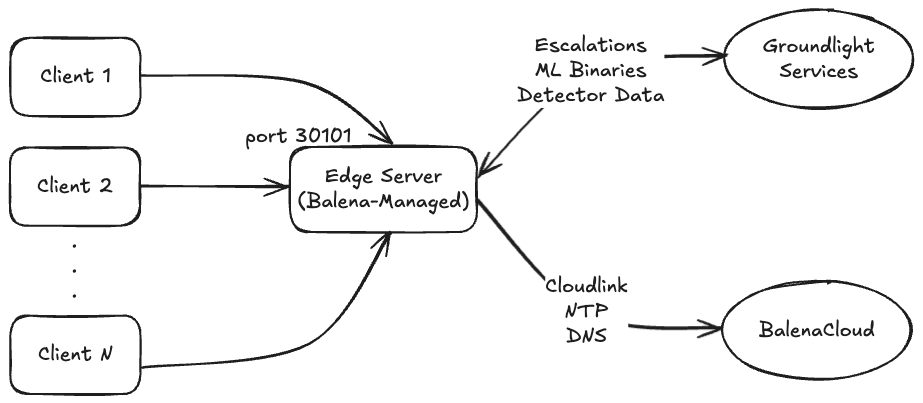 Client 1
Client 2
Client N
port 30101
Edge Server
(Balena-Managed)
Escalations
ML Binaries
Detector Data
Groundlight
Services
Cloudlink
NTP
DNS
BalenaCloud